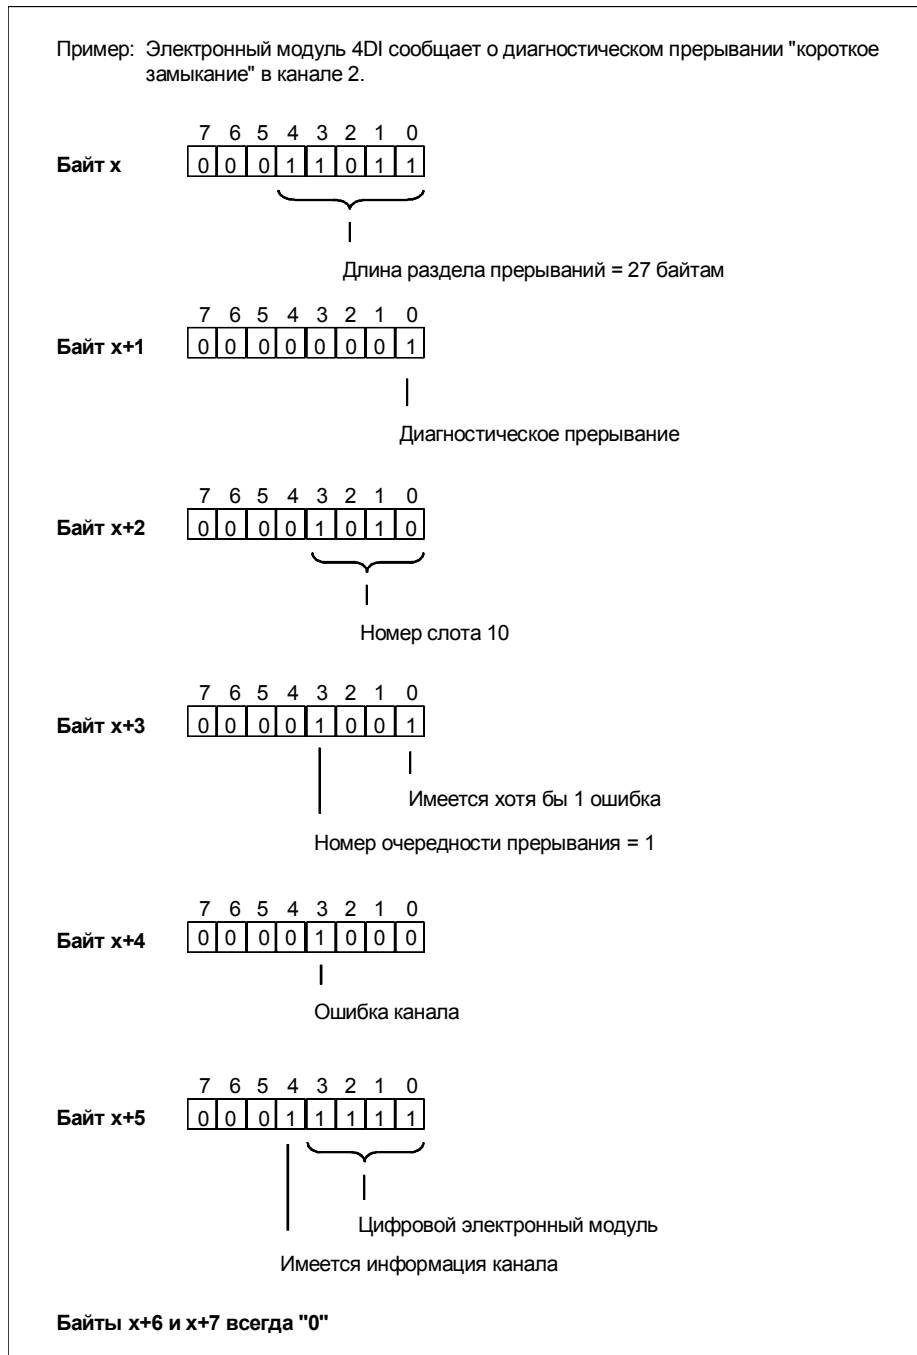 Пример: Электронный модуль 4DI сообщает о диагностическом прерывании "короткое
замыкание" в канале 2.
7 6 5 4 3 2 1 0
Байт x 0 0 0 1 1 0 1 1
Длина раздела прерываний = 27 байтам
7 6 5 4 3 2 1 0
Байт x+1 0 0 0 0 0 0 0 1
Диагностическое прерывание
7 6 5 4 3 2 1 0
Байт x+2 0 0 0 0 1 0 1 0
Номер слота 10
7 6 5 4 3 2 1 0
Байт x+3 0 0 0 0 1 0 0 1
Имеется хотя бы 1 ошибка
Номер очередности прерывания = 1
7 6 5 4 3 2 1 0
Байт x+4 0 0 0 0 1 0 0 0
Ошибка канала
7 6 5 4 3 2 1 0
Байт x+5 0 0 0 1 1 1 1 1
Цифровой электронный модуль
Имеется информация канала
Байты x+6 и x+7 всегда "0"